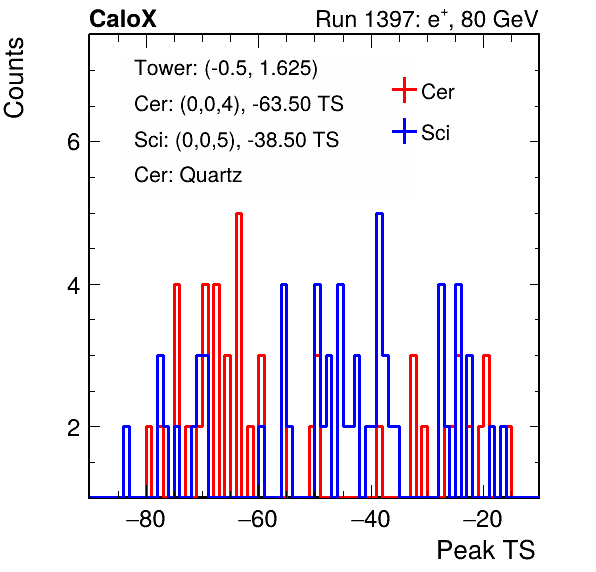 CaloX Run 1397: e⁺, 80 GeV
Counts
Tower: (-0.5, 1.625)
Cer: (0,0,4), -63.50 TS
Sci: (0,0,5), -38.50 TS
Cer: Quartz
Cer
Sci
6
4
2
−80 −60 −40 −20
Peak TS